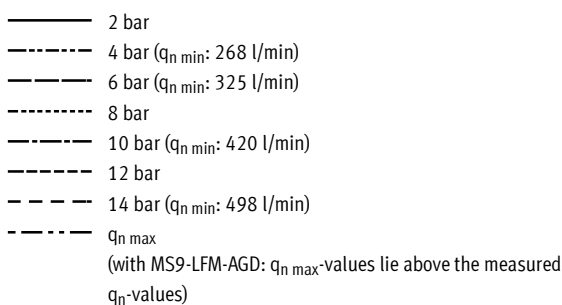 2 bar
4 bar (qn min: 268 l/min)
6 bar (qn min: 325 l/min)
8 bar
10 bar (qn min: 420 l/min)
12 bar
14 bar (qn min: 498 l/min)
qn max
(with MS9-LFM-AGD: qn max-values lie above the measured
qn-values)